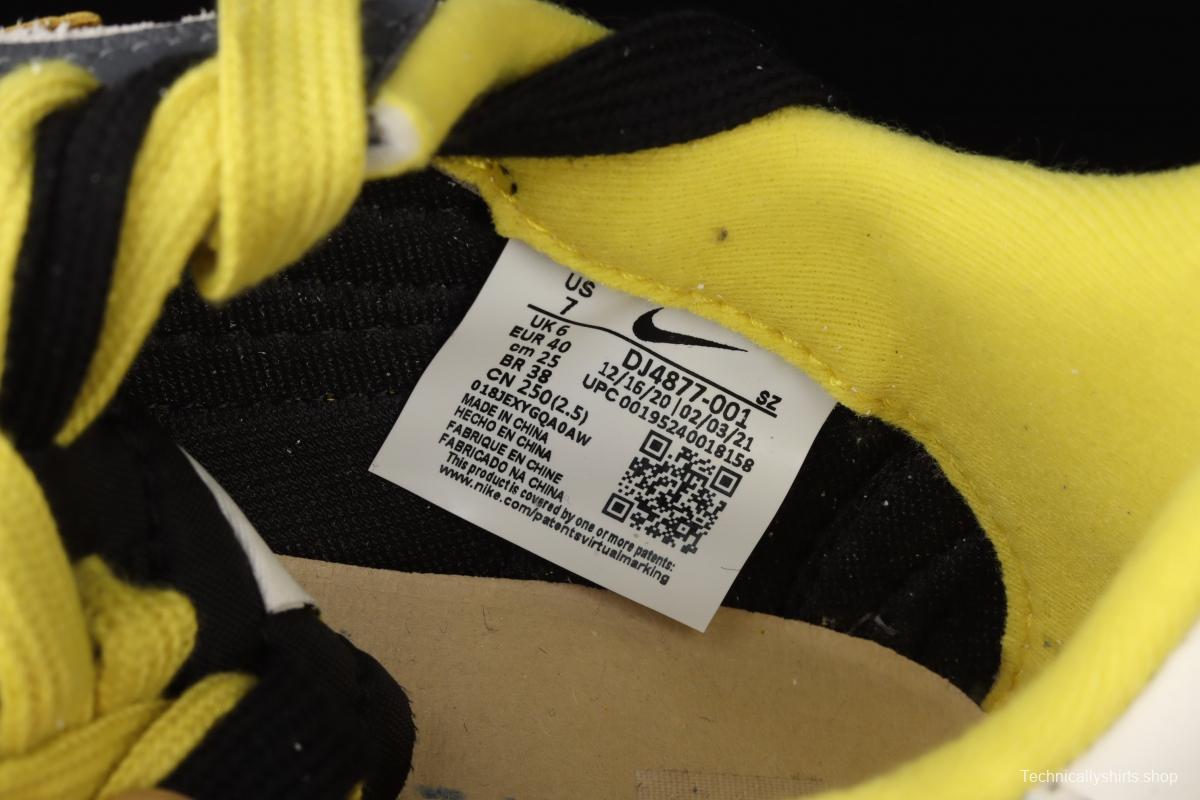 US
7
UK 6
EUR 40
cm 25
BR 38
CN 250(2.5)
018JEXYGQA0AW
MADE IN CHINA
HECHO EN CHINA
FABRIQUE EN CHINE
FABRICADO NA CHINA
This product is covered by one or more patents:
www.nike.com/patentsvirtualmarking
SZ
DJ4877-001
12/16/20|02/03/21
UPC 00195240018158
Technicallyshirts.shop